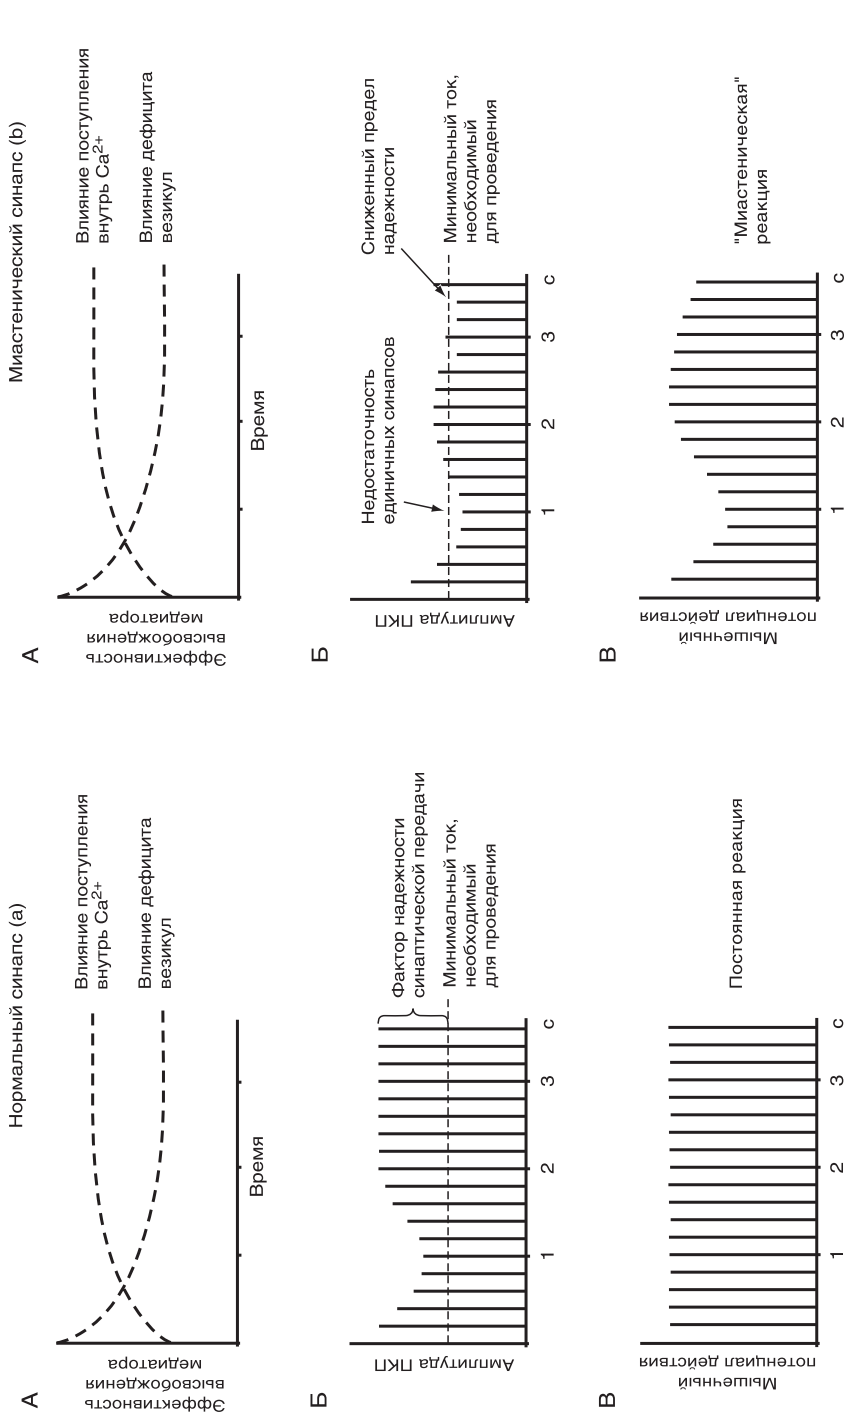 Нормальный синапс (а)
А
Эффективность
высвобождения
медиатора
Влияние поступления
внутрь Ca2+
Влияние дефицита
везикул
Время
Б
Амплитуда ПКП
Фактор надежности
синаптической передачи
Минимальный ток,
необходимый
для проведения
1
2
3
с
В
Мышечный
потенциал действия
Постоянная реакция
1
2
3
с
Миастенический синапс (b)
А
Эффективность
высвобождения
медиатора
Влияние поступления
внутрь Ca2+
Влияние дефицита
везикул
Время
Б
Амплитуда ПКП
Недостаточность
единичных синапсов
Сниженный предел
надежности
Минимальный ток,
необходимый
для проведения
1
2
3
с
В
Мышечный
потенциал действия
"Миастеническая"
реакция
1
2
3
с